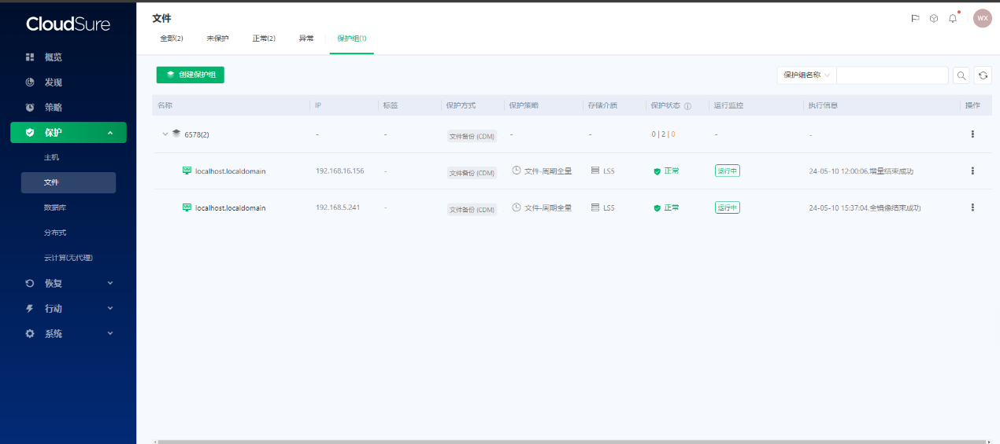 CloudSure
概览
发现
策略
保护
主机
文件
数据库
分布式
云计算(无代理)
恢复
行动
系统
文件
WX
全部(2) 未保护 正常(2) 异常 保护组(1)
创建保护组
保护组名称
名称 IP 标签 保护方式 保护策略 存储介质 保护状态 运行监控 执行信息 操作
6578(2) - - 文件备份 (CDM) - - 0 | 2 | 0 - -
localhost.localdomain 192.168.16.156 - 文件备份 (CDM) 文件-周期全量 LS5 正常 运行中 24-05-10 12:00:06,增量结束成功
localhost.localdomain 192.168.5.241 - 文件备份 (CDM) 文件-周期全量 LS5 正常 运行中 24-05-10 15:37:04,全镜像结束成功